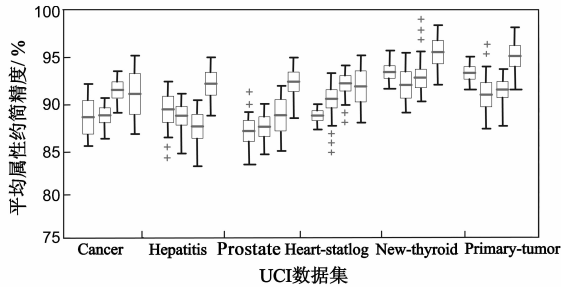 平均属性约简精度/%
100
95
90
85
80
75
Cancer Hepatitis Prostate Heart-statlog New-thyroid Primary-tumor
UCI数据集